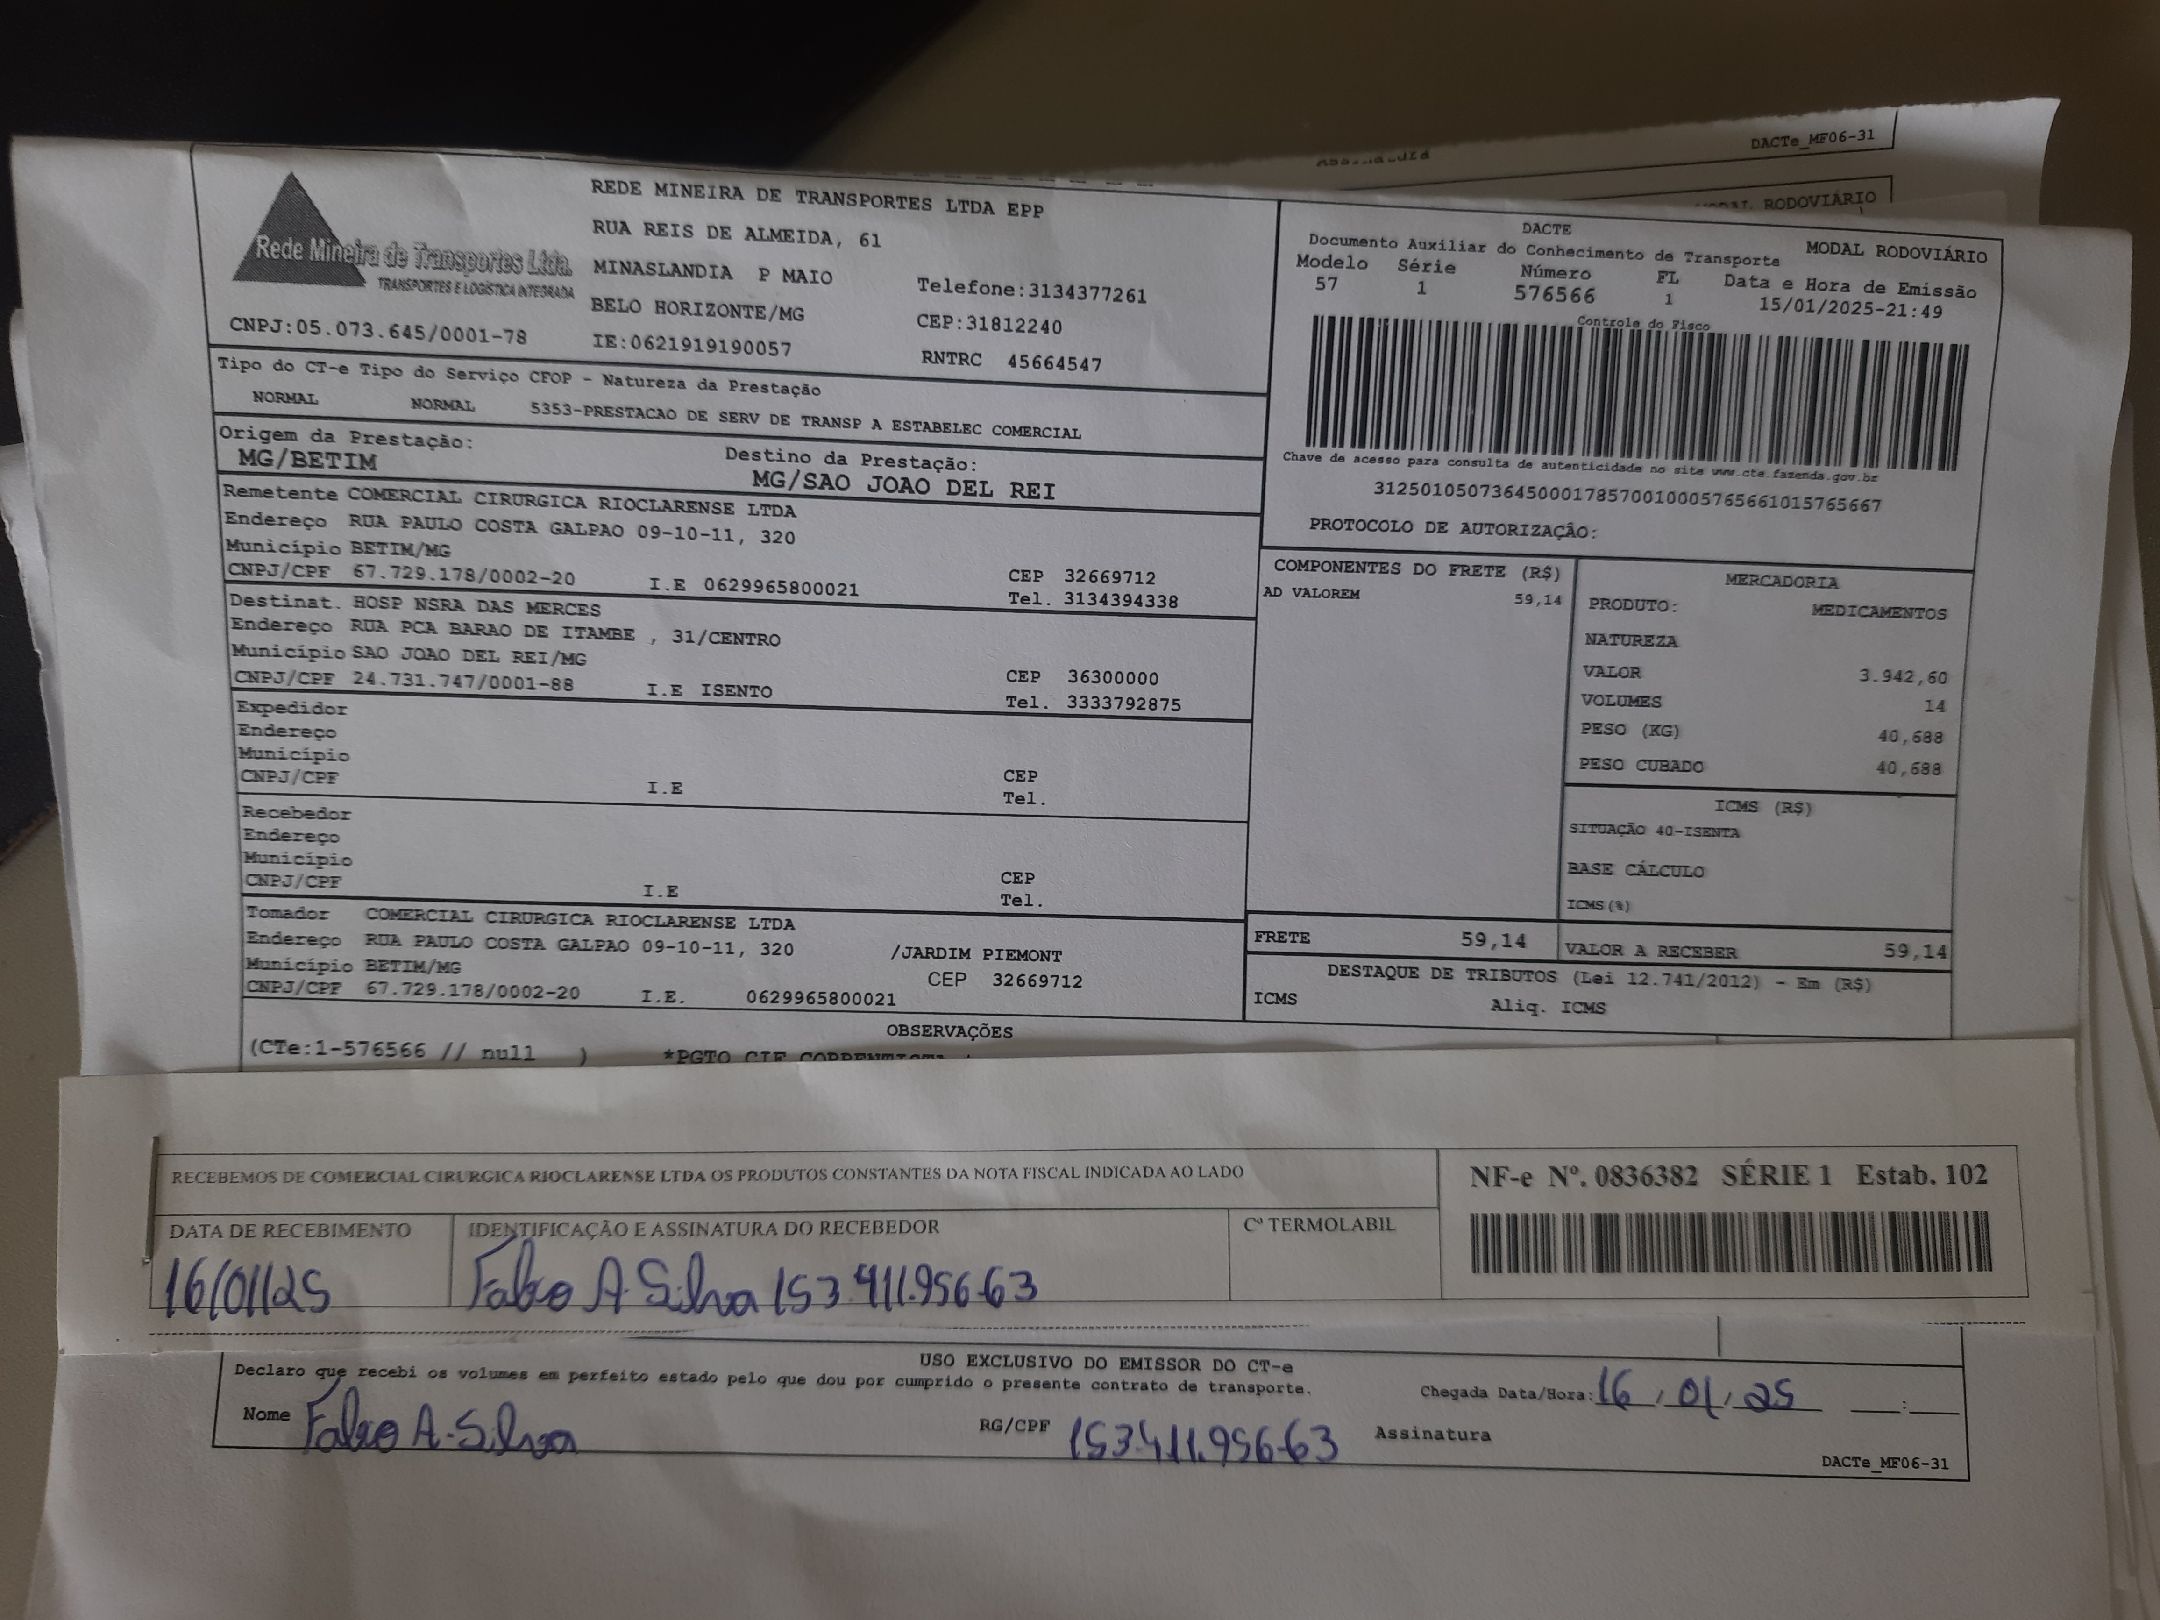 DACTe_MF06-31
Assinatura
MODAL RODOVIÁRIO
Rede Mineira de Transportes Ltda.
TRANSPORTES E LOGÍSTICA INTEGRADA
CNPJ:05.073.645/0001-78
REDE MINEIRA DE TRANSPORTES LTDA EPP
RUA REIS DE ALMEIDA, 61
MINASLANDIA P MAIO Telefone:3134377261
BELO HORIZONTE/MG CEP:31812240
IE:0621919190057 RNTRC 45664547
DACTE MODAL RODOVIÁRIO
Documento Auxiliar do Conhecimento de Transporte
Modelo Série Número FL Data e Hora de Emissão
57 1 576566 1 15/01/2025-21:49
Controle do Fisco
Chave de acesso para consulta de autenticidade no site www.cte.fazenda.gov.br
31250105073645000178570010005765661015765667
PROTOCOLO DE AUTORIZAÇÃO:
Tipo do CT-e Tipo do Serviço CFOP - Natureza da Prestação
NORMAL NORMAL 5353-PRESTACAO DE SERV DE TRANSP A ESTABELEC COMERCIAL
Origem da Prestação: Destino da Prestação:
MG/BETIM MG/SAO JOAO DEL REI
Remetente COMERCIAL CIRURGICA RIOCLARENSE LTDA
Endereço RUA PAULO COSTA GALPAO 09-10-11, 320
Município BETIM/MG CEP 32669712
CNPJ/CPF 67.729.178/0002-20 I.E 0629965800021 Tel. 3134394338
Destinat. HOSP NSRA DAS MERCES
Endereço RUA PCA BARAO DE ITAMBE , 31/CENTRO
Município SAO JOAO DEL REI/MG CEP 36300000
CNPJ/CPF 24.731.747/0001-88 I.E ISENTO Tel. 3333792875
Expedidor
Endereço
Município CEP
CNPJ/CPF I.E Tel.
Recebedor
Endereço
Município CEP
CNPJ/CPF I.E Tel.
Tomador COMERCIAL CIRURGICA RIOCLARENSE LTDA
Endereço RUA PAULO COSTA GALPAO 09-10-11, 320 /JARDIM PIEMONT
Município BETIM/MG CEP 32669712
CNPJ/CPF 67.729.178/0002-20 I.E. 0629965800021
COMPONENTES DO FRETE (R$)
AD VALOREM 59,14
MERCADORIA
PRODUTO: MEDICAMENTOS
NATUREZA
VALOR 3.942,60
VOLUMES 14
PESO (KG) 40,688
PESO CUBADO 40,688
ICMS (R$)
SITUAÇÃO 40-ISENTA
BASE CÁLCULO
ICMS(%)
FRETE 59,14 VALOR A RECEBER 59,14
DESTAQUE DE TRIBUTOS (Lei 12.741/2012) - Em (R$)
ICMS Aliq. ICMS
OBSERVAÇÕES
(CTe:1-576566 // null ) *PGTO CIF CORRENTISTA
RECEBEMOS DE COMERCIAL CIRURGICA RIOCLARENSE LTDA OS PRODUTOS CONSTANTES DA NOTA FISCAL INDICADA AO LADO
NF-e Nº. 0836382 SÉRIE 1 Estab. 102
DATA DE RECEBIMENTO IDENTIFICAÇÃO E ASSINATURA DO RECEBEDOR Cº TERMOLABIL
16/01/25 Fabio A. Silva 153.411.956-63
USO EXCLUSIVO DO EMISSOR DO CT-e
Declaro que recebi os volumes em perfeito estado pelo que dou por cumprido o presente contrato de transporte. Chegada Data/Hora: 16 / 01 / 25 __:__
Nome Fabio A. Silva RG/CPF 153.411.956-63 Assinatura
DACTe_MF06-31